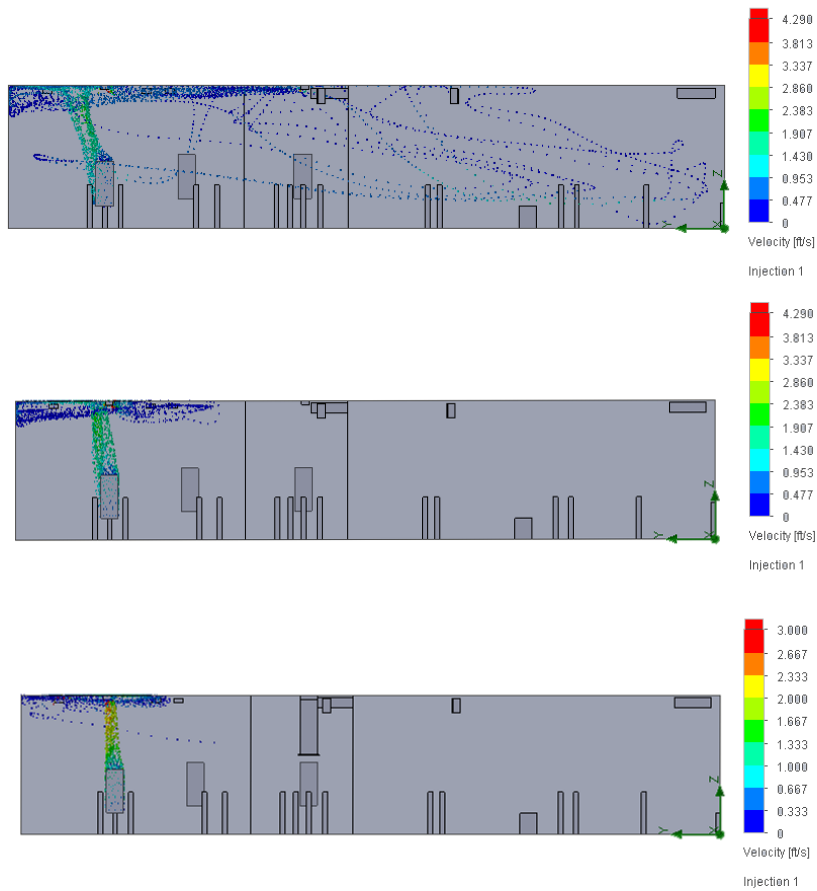 4.290
3.813
3.337
2.860
2.383
1.907
1.430
0.953
0.477
0
Z
Y
X
Velocity [ft/s]
Injection 1
4.290
3.813
3.337
2.860
2.383
1.907
1.430
0.953
0.477
0
Z
Y
X
Velocity [ft/s]
Injection 1
3.000
2.667
2.333
2.000
1.667
1.333
1.000
0.667
0.333
0
Z
Y
X
Velocity [ft/s]
Injection 1